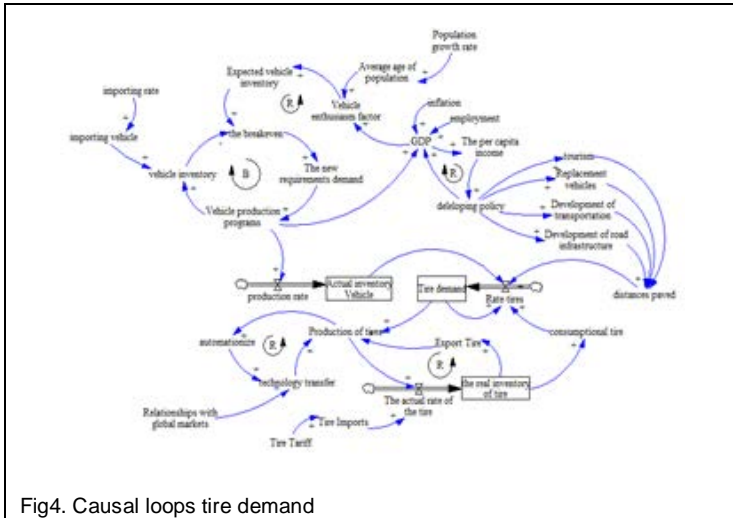 Population
growth rate
Average age of
population
Expected vehicle
inventory
importing rate
Vehicle
enthusiasm factor
inflation
employment
importing vehicle
the breakeven
GDP
The per capita
income
tourism
vehicle inventory
B
R
R
The new
requirements demand
Replacement
vehicles
deleloping policy
Development of
transportation
Vehicle production
programs
Development of road
infrastructure
production rate
Actual inventory
Vehicle
Tire demand
Rate tires
distances paved
automationize
R
Production of tires
Export Tire
R
consumptional tire
technology transfer
the real inventory
of tire
The actual rate of
the tire
Relationships with
global markets
Tire Imports
Tire Tariff
Fig4. Causal loops tire demand